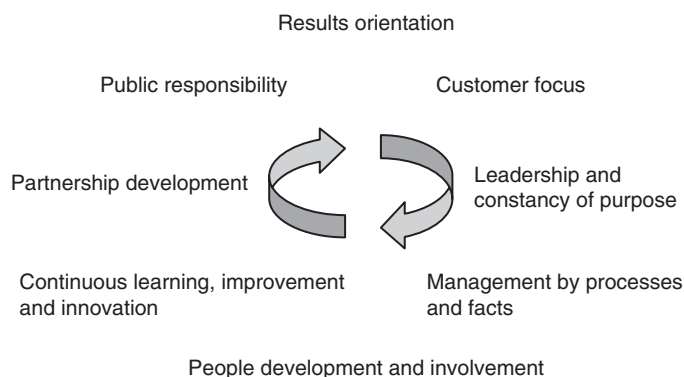 Results orientation
Public responsibility
Customer focus
Partnership development
Leadership and
constancy of purpose
Continuous learning, improvement
and innovation
Management by processes
and facts
People development and involvement